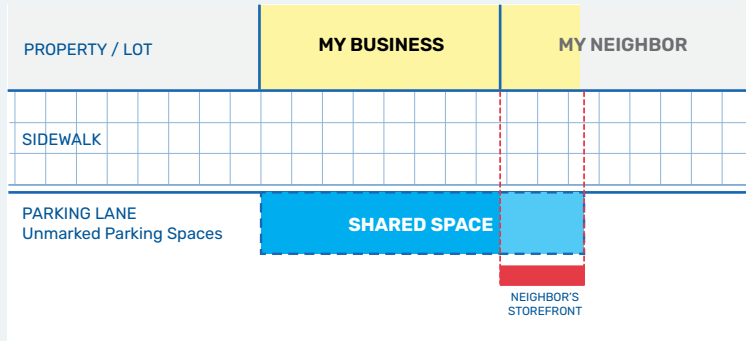 PROPERTY / LOT
MY BUSINESS
MY NEIGHBOR
SIDEWALK
PARKING LANE
Unmarked Parking Spaces
SHARED SPACE
NEIGHBOR'S
STOREFRONT